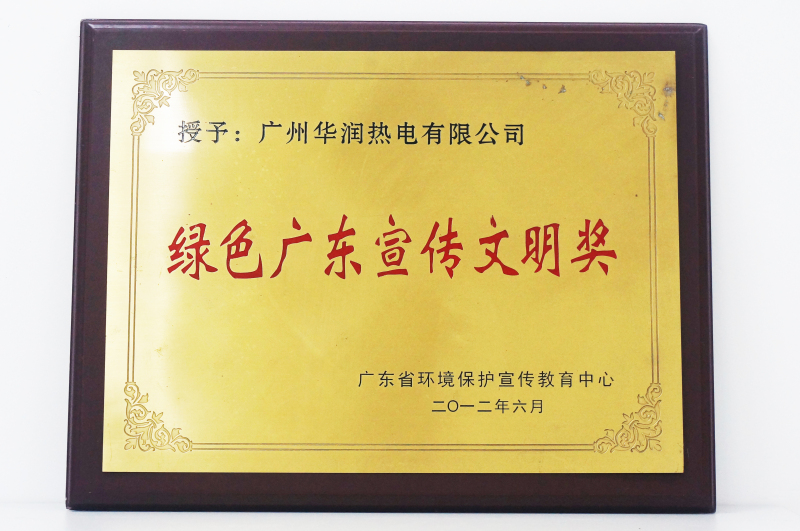 授予：广州华润热电有限公司
绿色广东宣传文明奖
广东省环境保护宣传教育中心
二〇一二年六月